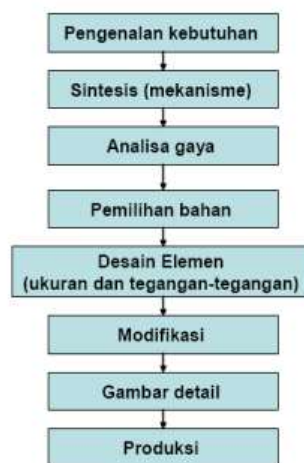 Pengenalan kebutuhan
Sintesis (mekanisme)
Analisa gaya
Pemilihan bahan
Desain Elemen
(ukuran dan tegangan-tegangan)
Modifikasi
Gambar detail
Produksi